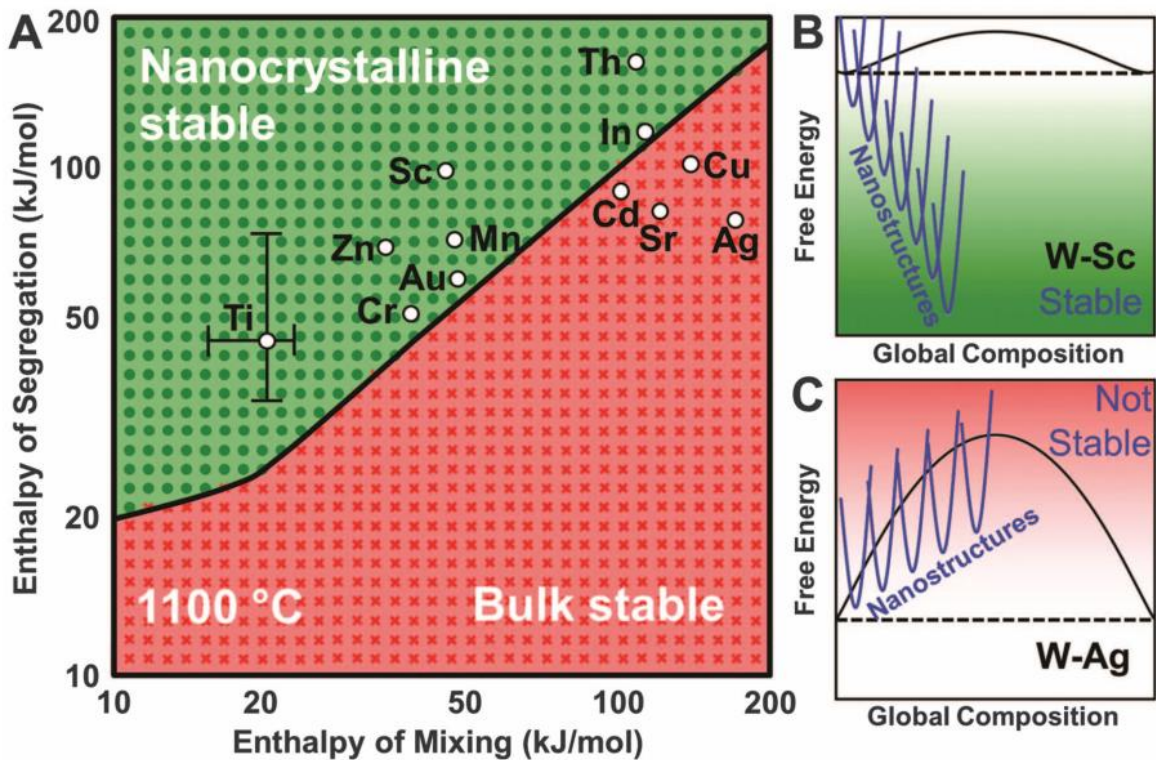 A
200
100
50
20
10
Enthalpy of Segregation (kJ/mol)
Nanocrystalline
stable
Th
In
Sc
Cu
Cd
Sr
Ag
Zn
Mn
Au
Cr
Ti
1100 °C
Bulk stable
10
20
50
100
200
Enthalpy of Mixing (kJ/mol)
B
Free Energy
Nanostructures
W-Sc
Stable
Global Composition
C
Free Energy
Not
Stable
Nanostructures
W-Ag
Global Composition